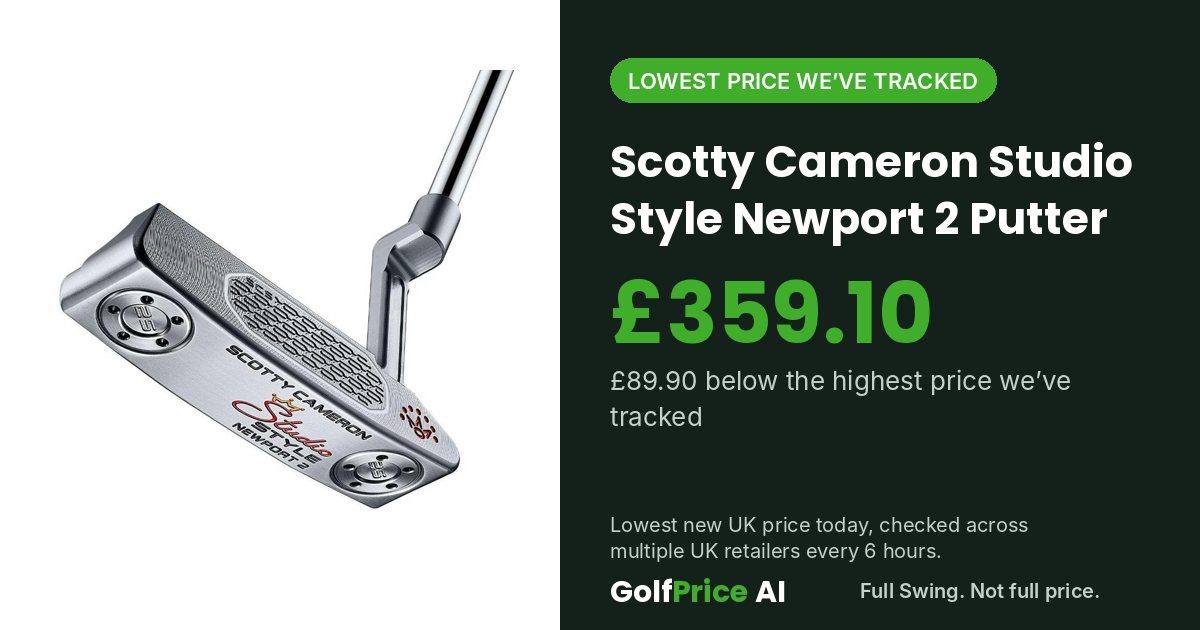 LOWEST PRICE WE’VE TRACKED
Scotty Cameron Studio
Style Newport 2 Putter
£359.10
£89.90 below the highest price we’ve
tracked
Lowest new UK price today, checked across
multiple UK retailers every 6 hours.
GolfPrice AI
Full Swing. Not full price.
SCOTTY CAMERON
Studio
STYLE
NEWPORT 2